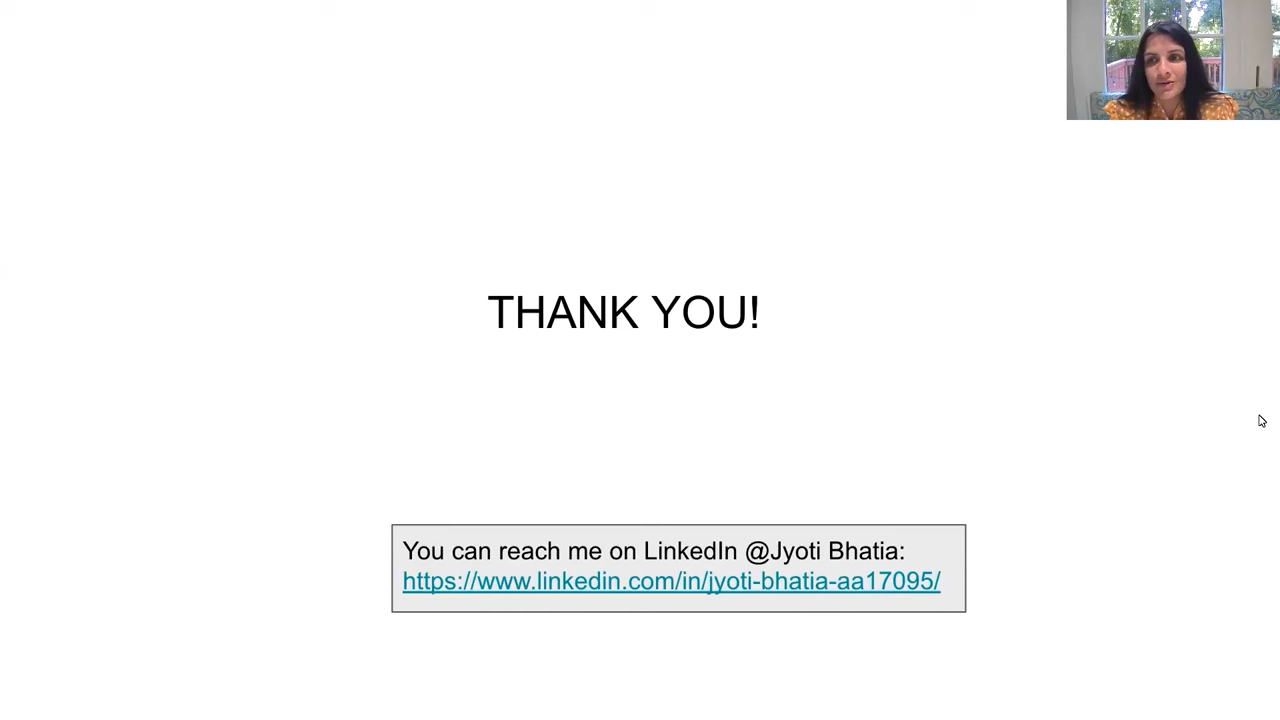 THANK YOU!
You can reach me on LinkedIn @Jyoti Bhatia:
https://www.linkedin.com/in/jyoti-bhatia-aa17095/